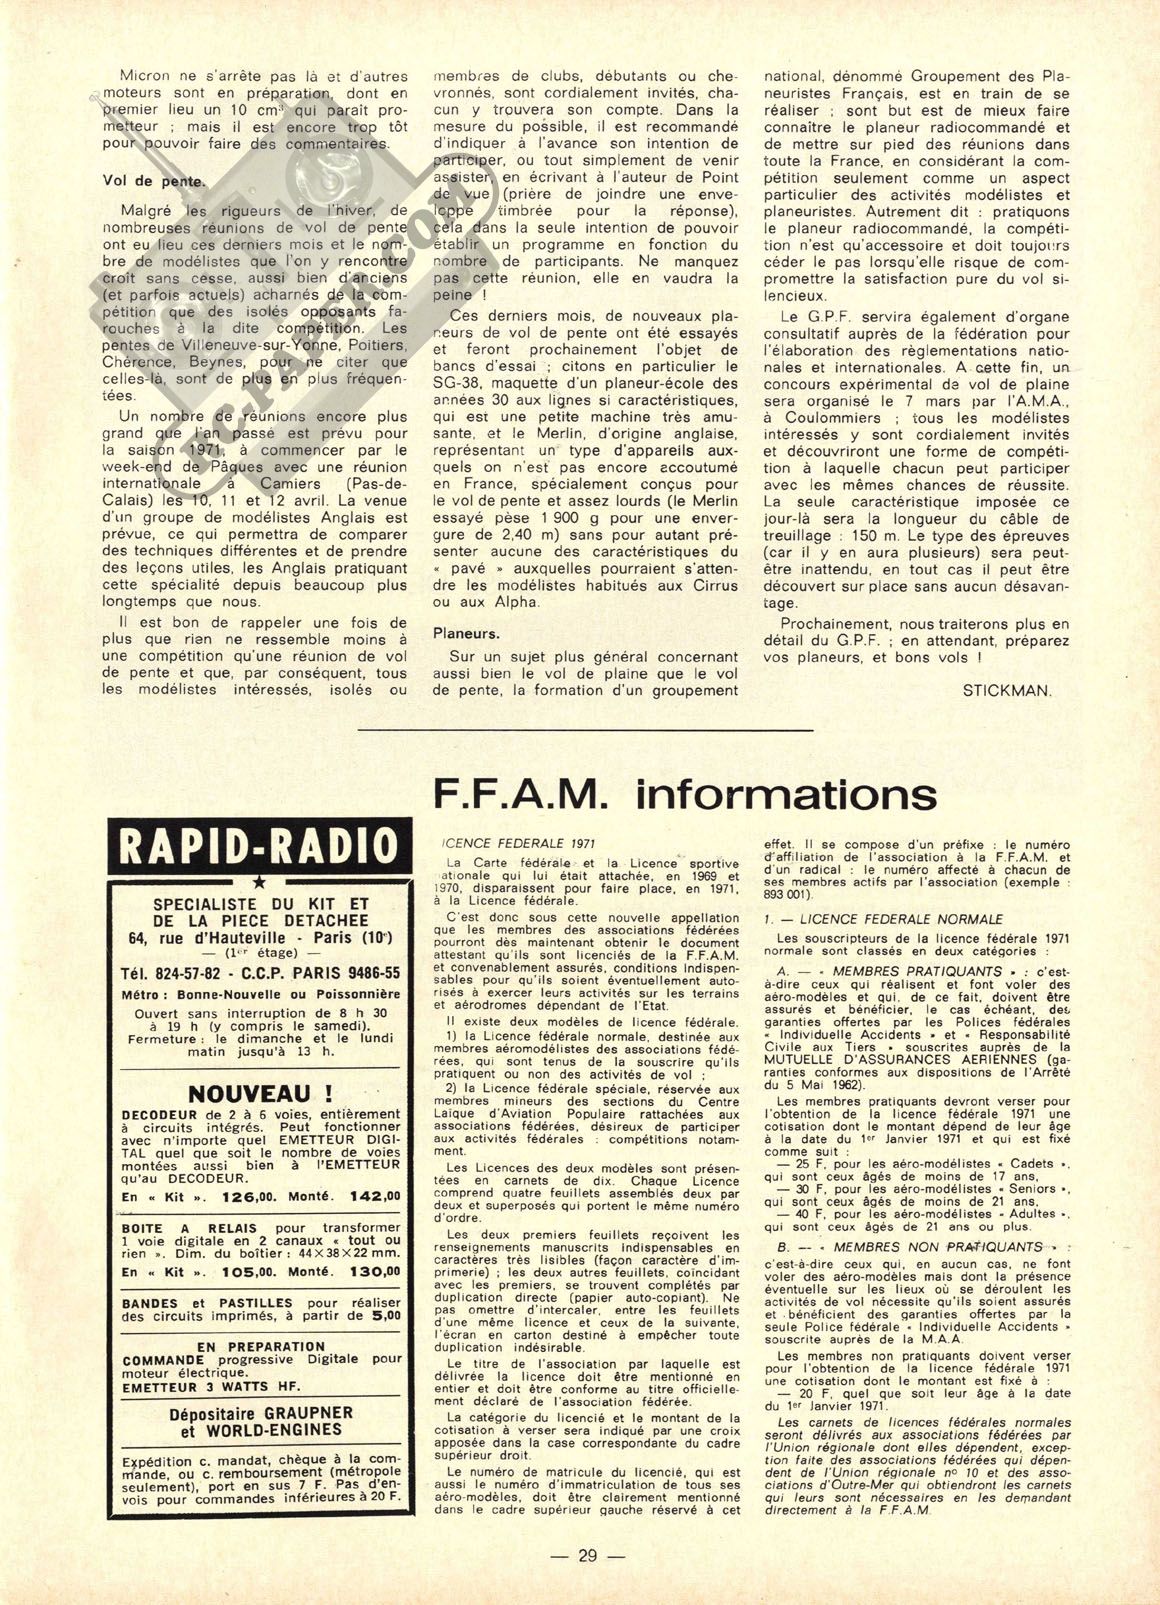 Micron ne s'arrête pas là et d'autres
moteurs sont en préparation, dont en
premier lieu un 10 cm³ qui paraît pro-
metteur ; mais il est encore trop tôt
pour pouvoir faire des commentaires.
Vol de pente.
Malgré les rigueurs de l'hiver, de
nombreuses réunions de vol de pente
ont eu lieu ces derniers mois et le nom-
bre de modélistes que l'on y rencontre
croît sans cesse, aussi bien d'anciens
(et parfois actuels) acharnés de la com-
pétition que des isolés opposants fa-
rouches à la dite compétition. Les
pentes de Villeneuve-sur-Yonne, Poitiers,
Chérence, Beynes, pour ne citer que
celles-là, sont de plus en plus fréquen-
tées.
Un nombre de réunions encore plus
grand que l'an passé est prévu pour
la saison 1971, à commencer par le
week-end de Pâques avec une réunion
internationale à Camiers (Pas-de-
Calais) les 10, 11 et 12 avril. La venue
d'un groupe de modélistes Anglais est
prévue, ce qui permettra de comparer
des techniques différentes et de prendre
des leçons utiles, les Anglais pratiquant
cette spécialité depuis beaucoup plus
longtemps que nous.
Il est bon de rappeler une fois de
plus que rien ne ressemble moins à
une compétition qu'une réunion de vol
de pente et que, par conséquent, tous
les modélistes intéressés, isolés ou
membres de clubs, débutants ou che-
vronnés, sont cordialement invités, cha-
cun y trouvera son compte. Dans la
mesure du possible, il est recommandé
d'indiquer à l'avance son intention de
participer, ou tout simplement de venir
assister, en écrivant à l'auteur de Point
de vue (prière de joindre une enve-
loppe timbrée pour la réponse),
cela dans la seule intention de pouvoir
établir un programme en fonction du
nombre de participants. Ne manquez
pas cette réunion, elle en vaudra la
peine !
Ces derniers mois, de nouveaux pla-
neurs de vol de pente ont été essayés
et feront prochainement l'objet de
bancs d'essai ; citons en particulier le
SG-38, maquette d'un planeur-école des
années 30 aux lignes si caractéristiques,
qui est une petite machine très amu-
sante, et le Merlin, d'origine anglaise,
représentant un type d'appareils aux-
quels on n'est pas encore accoutumé
en France, spécialement conçus pour
le vol de pente et assez lourds (le Merlin
essayé pèse 1 900 g pour une enver-
gure de 2,40 m) sans pour autant pré-
senter aucune des caractéristiques du
« pavé » auxquelles pourraient s'atten-
dre les modélistes habitués aux Cirrus
ou aux Alpha.
Planeurs.
Sur un sujet plus général concernant
aussi bien le vol de plaine que le vol
de pente, la formation d'un groupement
national, dénommé Groupement des Pla-
neuristes Français, est en train de se
réaliser ; sont but est de mieux faire
connaître le planeur radiocommandé et
de mettre sur pied des réunions dans
toute la France, en considérant la com-
pétition seulement comme un aspect
particulier des activités modélistes et
planeuristes. Autrement dit : pratiquons
le planeur radiocommandé, la compéti-
tion n'est qu'accessoire et doit toujours
céder le pas lorsqu'elle risque de com-
promettre la satisfaction pure du vol si-
lencieux.
Le G.P.F. servira également d'organe
consultatif auprès de la fédération pour
l'élaboration des règlementations natio-
nales et internationales. A cette fin, un
concours expérimental de vol de plaine
sera organisé le 7 mars par l'A.M.A.,
à Coulommiers ; tous les modélistes
intéressés y sont cordialement invités
et découvriront une forme de compéti-
tion à laquelle chacun peut participer
avec les mêmes chances de réussite.
La seule caractéristique imposée ce
jour-là sera la longueur du câble de
treuillage : 150 m. Le type des épreuves
(car il y en aura plusieurs) sera peut-
être inattendu, en tout cas il peut être
découvert sur place sans aucun désavan-
tage.
Prochainement, nous traiterons plus en
détail du G.P.F. ; en attendant, préparez
vos planeurs, et bons vols !
STICKMAN.
RC-PAPER.COM
RAPID-RADIO
SPECIALISTE DU KIT ET
DE LA PIECE DETACHEE
64, rue d'Hauteville - Paris (10e)
— (1er étage) —
Tél. 824-57-82 - C.C.P. PARIS 9486-55
Métro : Bonne-Nouvelle ou Poissonnière
Ouvert sans interruption de 8 h 30
à 19 h (y compris le samedi).
Fermeture : le dimanche et le lundi
matin jusqu'à 13 h.
NOUVEAU !
DECODEUR de 2 à 6 voies, entièrement
à circuits intégrés. Peut fonctionner
avec n'importe quel EMETTEUR DIGI-
TAL quel que soit le nombre de voies
montées aussi bien à l'EMETTEUR
qu'au DECODEUR.
En « Kit ». 126,00. Monté. 142,00
BOITE A RELAIS pour transformer
1 voie digitale en 2 canaux « tout ou
rien ». Dim. du boîtier : 44×38×22 mm.
En « Kit ». 105,00. Monté. 130,00
BANDES et PASTILLES pour réaliser
des circuits imprimés, à partir de 5,00
EN PREPARATION
COMMANDE progressive Digitale pour
moteur électrique.
EMETTEUR 3 WATTS HF.
Dépositaire GRAUPNER
et WORLD-ENGINES
Expédition c. mandat, chèque à la com-
mande, ou c. remboursement (métropole
seulement), port en sus 7 F. Pas d'en-
vois pour commandes inférieures à 20 F.
F.F.A.M. informations
ICENCE FEDERALE 1971
La Carte fédérale et la Licence sportive
ationale qui lui était attachée, en 1969 et
1970, disparaissent pour faire place, en 1971,
à la Licence fédérale.
C'est donc sous cette nouvelle appellation
que les membres des associations fédérées
pourront dès maintenant obtenir le document
attestant qu'ils sont licenciés de la F.F.A.M.
et convenablement assurés, conditions indispen-
sables pour qu'ils soient éventuellement auto-
risés à exercer leurs activités sur les terrains
et aérodromes dépendant de l'Etat.
Il existe deux modèles de licence fédérale.
1) la Licence fédérale normale, destinée aux
membres aéromodélistes des associations fédé-
rées, qui sont tenus de la souscrire qu'ils
pratiquent ou non des activités de vol ;
2) la Licence fédérale spéciale, réservée aux
membres mineurs des sections du Centre
Laïque d'Aviation Populaire rattachées aux
associations fédérées, désireux de participer
aux activités fédérales : compétitions notam-
ment.
Les Licences des deux modèles sont présen-
tées en carnets de dix. Chaque Licence
comprend quatre feuillets assemblés deux par
deux et superposés qui portent le même numéro
d'ordre.
Les deux premiers feuillets reçoivent les
renseignements manuscrits indispensables en
caractères très lisibles (façon caractère d'im-
primerie) ; les deux autres feuillets, coïncidant
avec les premiers, se trouvent complétés par
duplication directe (papier auto-copiant). Ne
pas omettre d'intercaler, entre les feuillets
d'une même licence et ceux de la suivante,
l'écran en carton destiné à empêcher toute
duplication indésirable.
Le titre de l'association par laquelle est
délivrée la licence doit être mentionné en
entier et doit être conforme au titre officielle-
ment déclaré de l'association fédérée.
La catégorie du licencié et le montant de la
cotisation à verser sera indiqué par une croix
apposée dans la case correspondante du cadre
supérieur droit.
Le numéro de matricule du licencié, qui est
aussi le numéro d'immatriculation de tous ses
aéro-modèles, doit être clairement mentionné
dans le cadre supérieur gauche réservé à cet
effet. Il se compose d'un préfixe : le numéro
d'affiliation de l'association à la F.F.A.M. et
d'un radical : le numéro affecté à chacun de
ses membres actifs par l'association (exemple :
893 001).
1. — LICENCE FEDERALE NORMALE
Les souscripteurs de la licence fédérale 1971
normale sont classés en deux catégories :
A. — « MEMBRES PRATIQUANTS » : c'est-
à-dire ceux qui réalisent et font voler des
aéro-modèles et qui, de ce fait, doivent être
assurés et bénéficier, le cas échéant, des
garanties offertes par les Polices fédérales
« Individuelle Accidents » et « Responsabilité
Civile aux Tiers » souscrites auprès de la
MUTUELLE D'ASSURANCES AERIENNES (ga-
ranties conformes aux dispositions de l'Arrêté
du 5 Mai 1962).
Les membres pratiquants devront verser pour
l'obtention de la licence fédérale 1971 une
cotisation dont le montant dépend de leur âge
à la date du 1er Janvier 1971 et qui est fixé
comme suit :
— 25 F, pour les aéro-modélistes « Cadets »,
qui sont ceux âgés de moins de 17 ans,
— 30 F, pour les aéro-modélistes « Seniors »,
qui sont ceux âgés de moins de 21 ans,
— 40 F, pour les aéro-modélistes « Adultes »,
qui sont ceux âgés de 21 ans ou plus.
B. — « MEMBRES NON PRATIQUANTS » :
c'est-à-dire ceux qui, en aucun cas, ne font
voler des aéro-modèles mais dont la présence
éventuelle sur les lieux où se déroulent les
activités de vol nécessite qu'ils soient assurés
et bénéficient des garanties offertes par la
seule Police fédérale « Individuelle Accidents »
souscrite auprès de la M.A.A.
Les membres non pratiquants doivent verser
pour l'obtention de la licence fédérale 1971
une cotisation dont le montant est fixé à :
— 20 F, quel que soit leur âge à la date
du 1er Janvier 1971.
Les carnets de licences fédérales normales
seront délivrés aux associations fédérées par
l'Union régionale dont elles dépendent, excep-
tion faite des associations fédérées qui dépen-
dent de l'Union régionale n° 10 et des asso-
ciations d'Outre-Mer qui obtiendront les carnets
qui leurs sont nécessaires en les demandant
directement à la F.F.A.M.
— 29 —